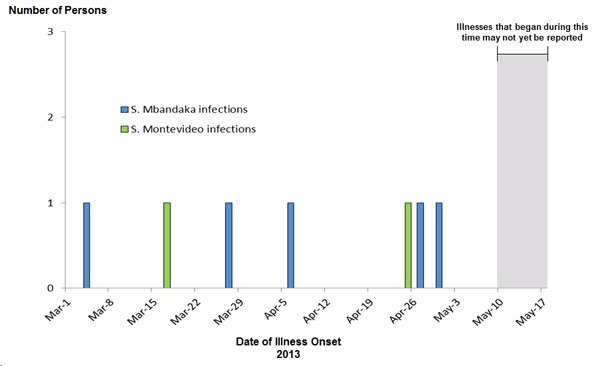 Number of Persons
Illnesses that began during this
time may not yet be reported
3
2
1
0
S. Mbandaka infections
S. Montevideo infections
Mar-1
Mar-8
Mar-15
Mar-22
Mar-29
Apr-5
Apr-12
Apr-19
Apr-26
May-3
May-10
May-17
Date of Illness Onset
2013